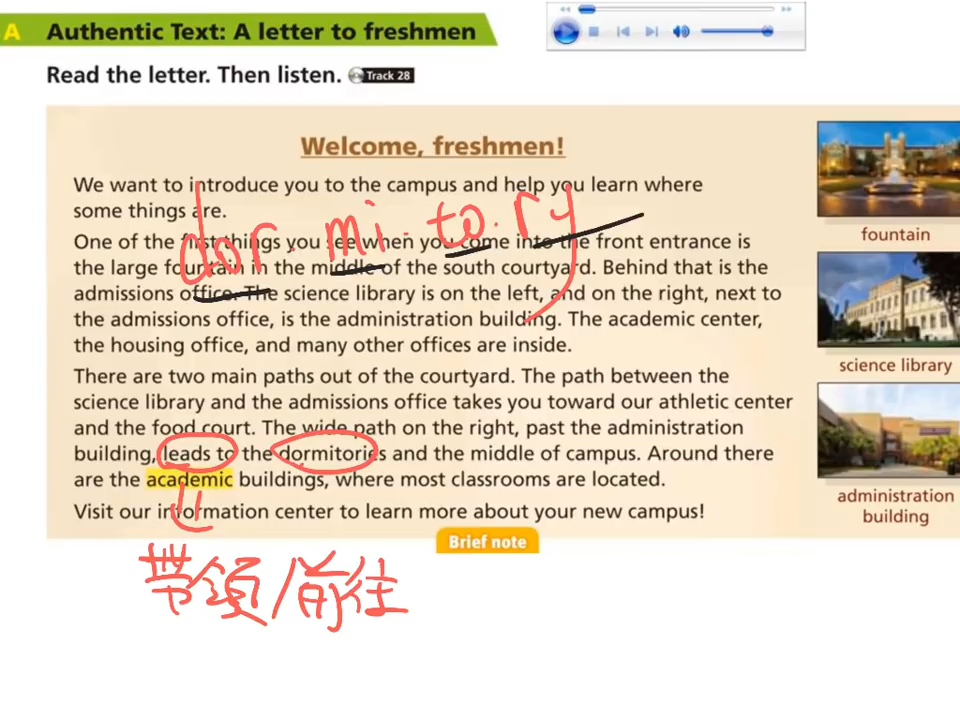 A Authentic Text: A letter to freshmen
Read the letter. Then listen. Track 28
Welcome, freshmen!
We want to introduce you to the campus and help you learn where
some things are.
dor·mi·to·ry
One of the first things you see when you come into the front entrance is
the large fountain in the middle of the south courtyard. Behind that is the
admissions office. The science library is on the left, and on the right, next to
the admissions office, is the administration building. The academic center,
the housing office, and many other offices are inside.
There are two main paths out of the courtyard. The path between the
science library and the admissions office takes you toward our athletic center
and the food court. The wide path on the right, past the administration
building, leads to the dormitories and the middle of campus. Around there
are the academic buildings, where most classrooms are located.
Visit our information center to learn more about your new campus!
Brief note
带领/前往
fountain
science library
administration
building